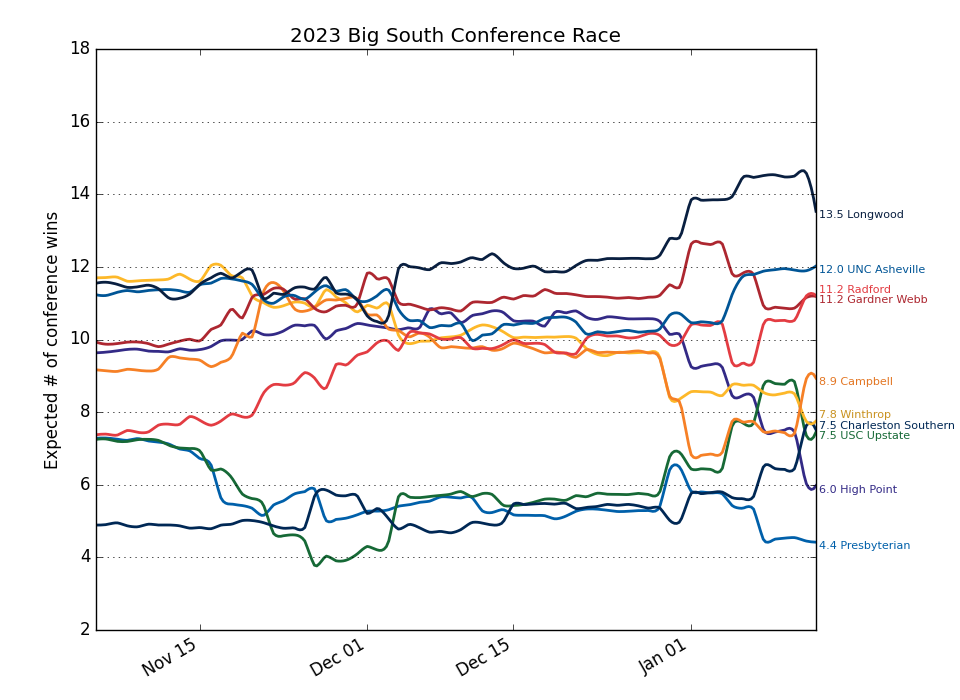 2023 Big South Conference Race
Expected # of conference wins
18
16
14
12
10
8
6
4
2
Nov 15
Dec 01
Dec 15
Jan 01
13.5 Longwood
12.0 UNC Asheville
11.2 Radford
11.2 Gardner Webb
8.9 Campbell
7.8 Winthrop
7.5 Charleston Southern
7.5 USC Upstate
6.0 High Point
4.4 Presbyterian